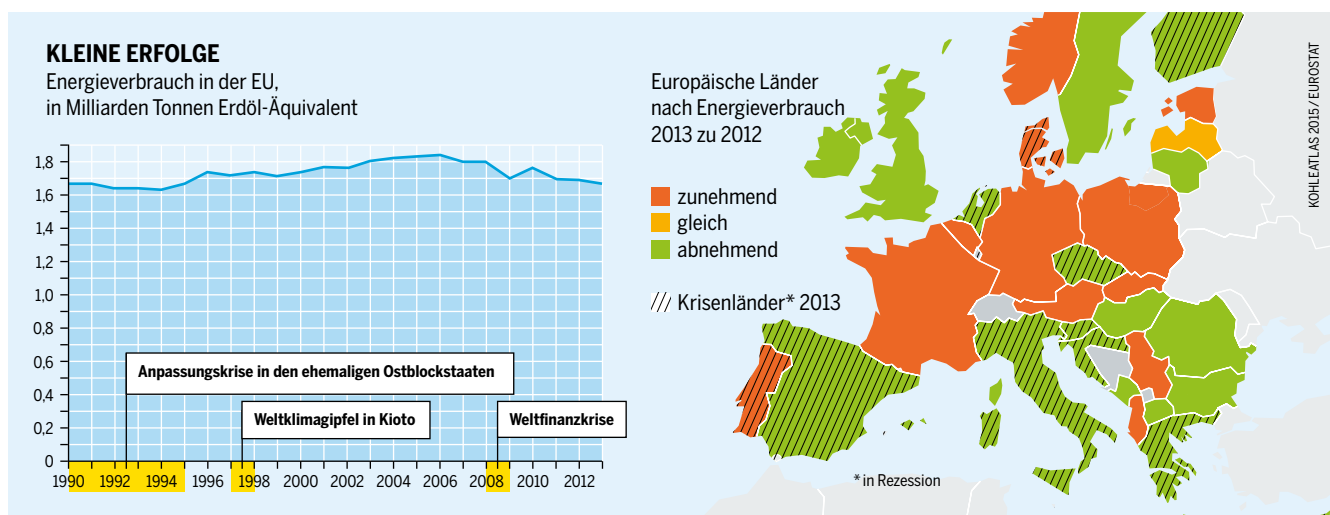 KLEINE ERFOLGE
Energieverbrauch in der EU,
in Milliarden Tonnen Erdöl-Äquivalent
1,8
1,6
1,4
1,2
1,0
0,8
0,6
0,4
0,2
0
Anpassungskrise in den ehemaligen Ostblockstaaten
Weltklimagipfel in Kioto
Weltfinanzkrise
1990 1992 1994 1996 1998 2000 2002 2004 2006 2008 2010 2012
Europäische Länder
nach Energieverbrauch
2013 zu 2012
zunehmend
gleich
abnehmend
Krisenländer* 2013
* in Rezession
KOHLEATLAS 2015 / EUROSTAT